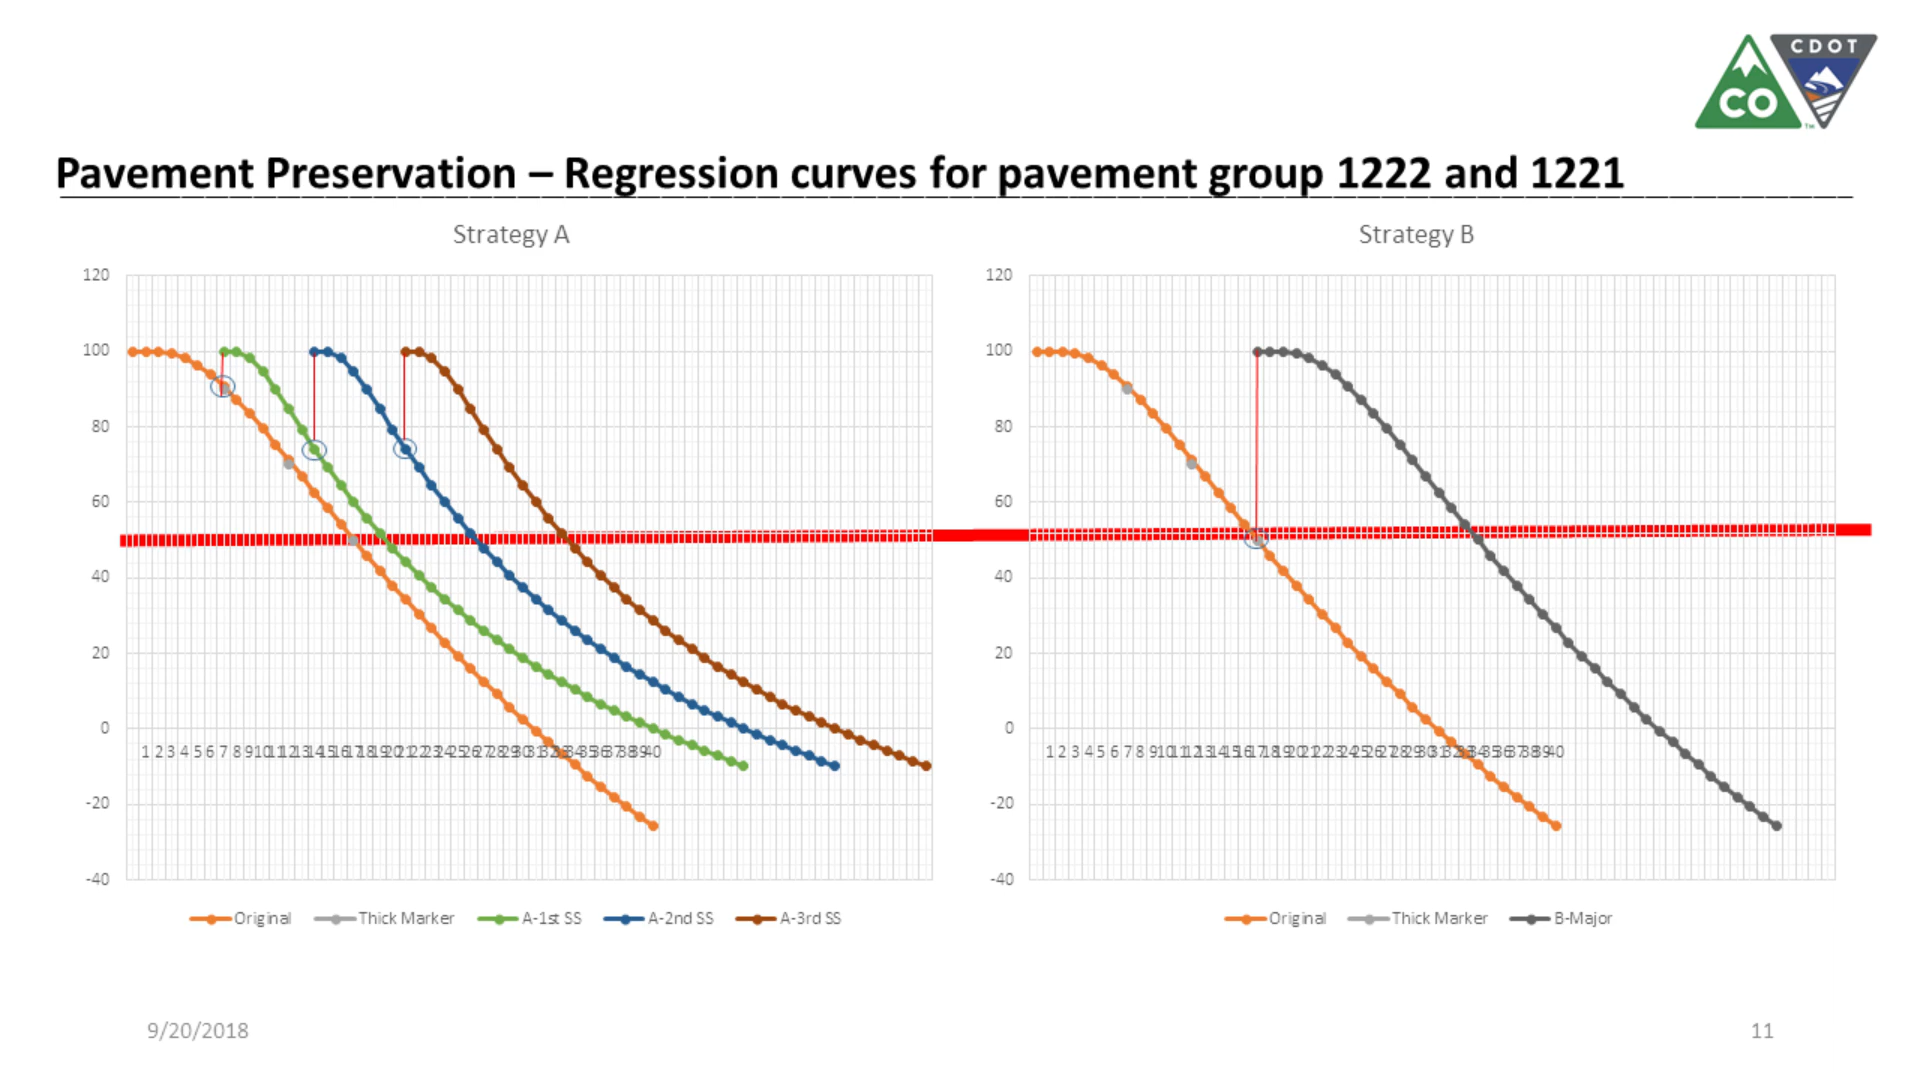 CDOT
CO
TM
Pavement Preservation – Regression curves for pavement group 1222 and 1221
Strategy A
120
100
80
60
40
20
0
-20
-40
1 2 3 4 5 6 7 8 9 10 11 12 13 14 15 16 17 18 19 20 21 22 23 24 25 26 27 28 29 30 31 32 33 34 35 36 37 38 39 40
Original Thick Marker A-1st SS A-2nd SS A-3rd SS
Strategy B
120
100
80
60
40
20
0
-20
-40
1 2 3 4 5 6 7 8 9 10 11 12 13 14 15 16 17 18 19 20 21 22 23 24 25 26 27 28 29 30 31 32 33 34 35 36 37 38 39 40
Original Thick Marker B-Major
9/20/2018
11